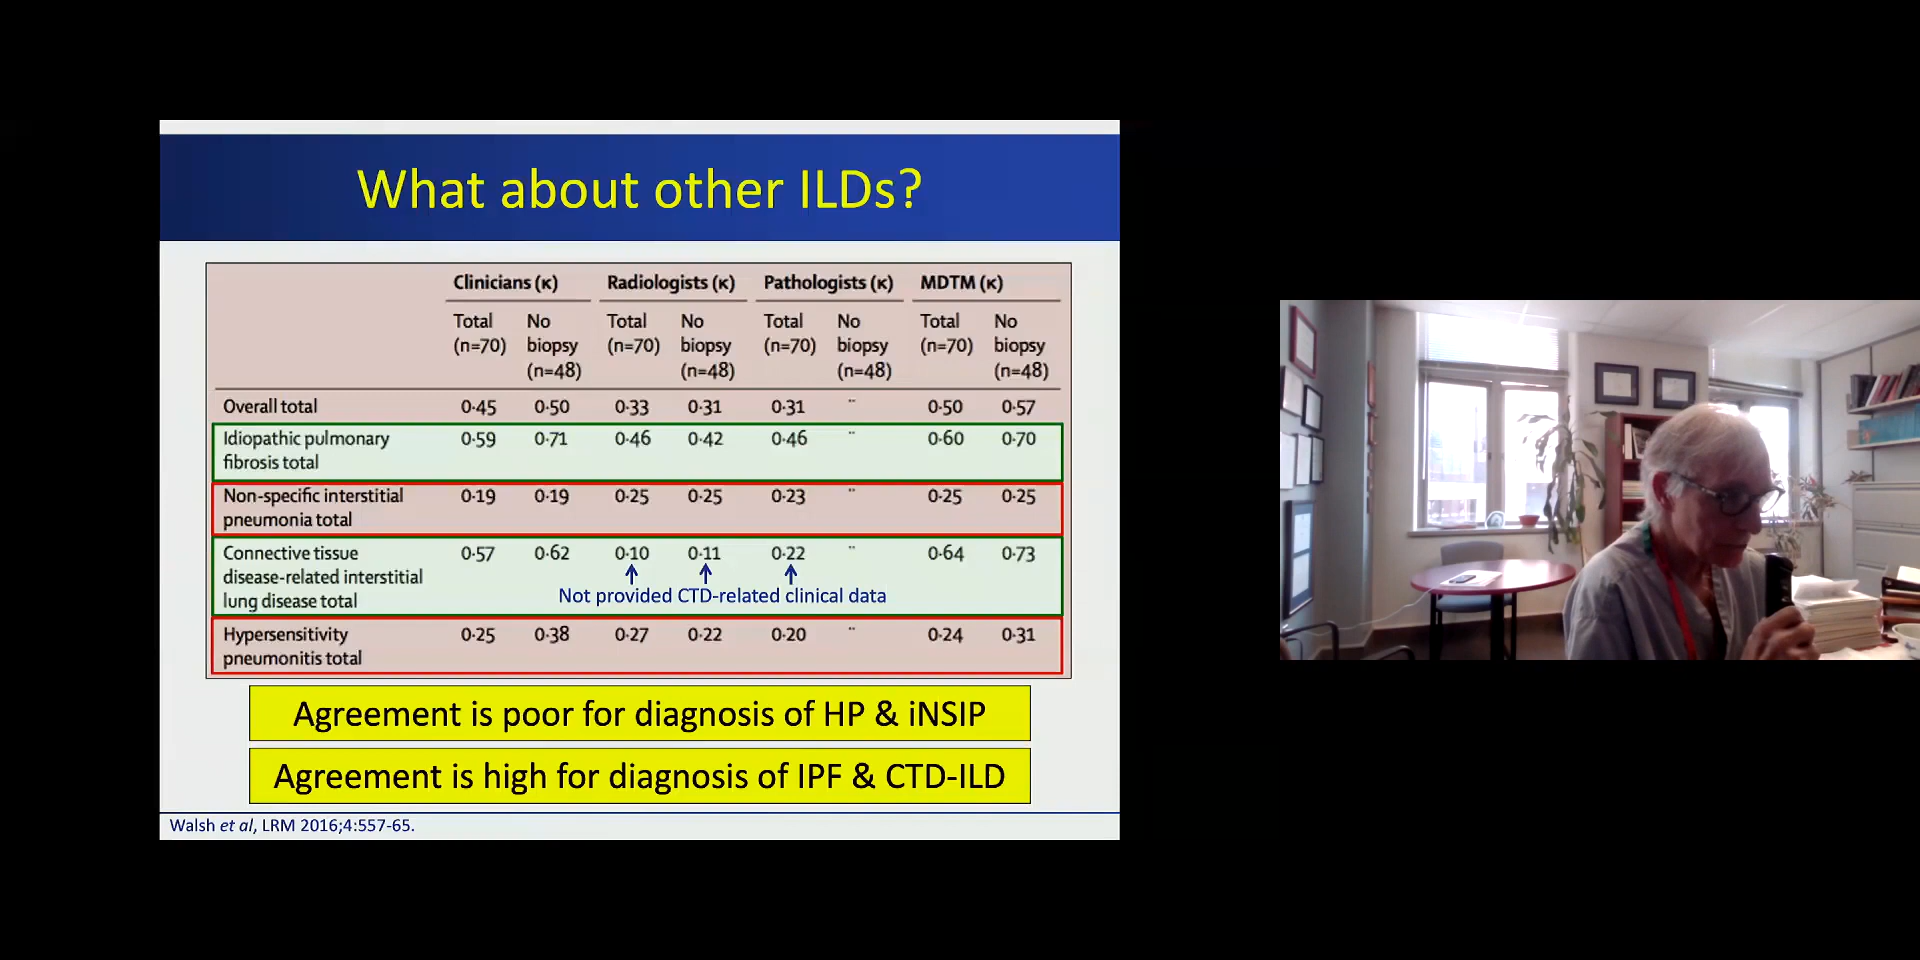 What about other ILDs?
Clinicians (κ) Radiologists (κ) Pathologists (κ) MDTM (κ)
Total No Total No Total No Total No
(n=70) biopsy (n=70) biopsy (n=70) biopsy (n=70) biopsy
(n=48) (n=48) (n=48) (n=48)
Overall total 0·45 0·50 0·33 0·31 0·31 ·· 0·50 0·57
Idiopathic pulmonary 0·59 0·71 0·46 0·42 0·46 ·· 0·60 0·70
fibrosis total
Non-specific interstitial 0·19 0·19 0·25 0·25 0·23 ·· 0·25 0·25
pneumonia total
Connective tissue 0·57 0·62 0·10 0·11 0·22 ·· 0·64 0·73
disease-related interstitial
lung disease total Not provided CTD-related clinical data
Hypersensitivity 0·25 0·38 0·27 0·22 0·20 ·· 0·24 0·31
pneumonitis total
Agreement is poor for diagnosis of HP & iNSIP
Agreement is high for diagnosis of IPF & CTD-ILD
Walsh et al, LRM 2016;4:557-65.